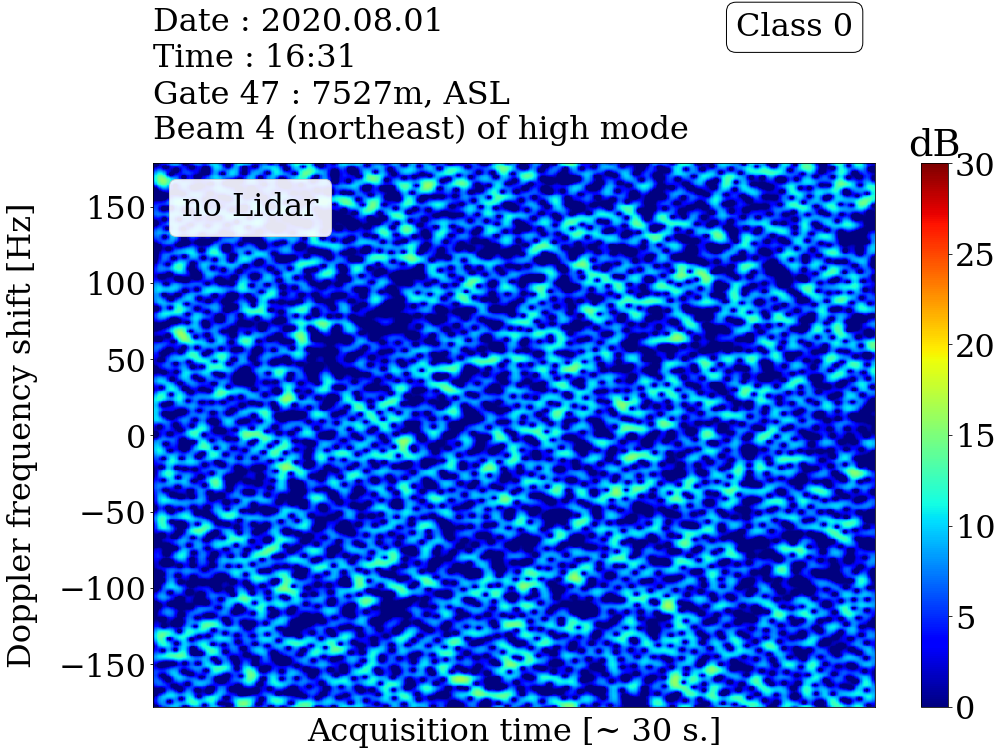 Date : 2020.08.01
Time : 16:31
Gate 47 : 7527m, ASL
Beam 4 (northeast) of high mode
Class 0
dB
no Lidar
Doppler frequency shift [Hz]
150
100
50
0
−50
−100
−150
30
25
20
15
10
5
0
Acquisition time [~ 30 s.]